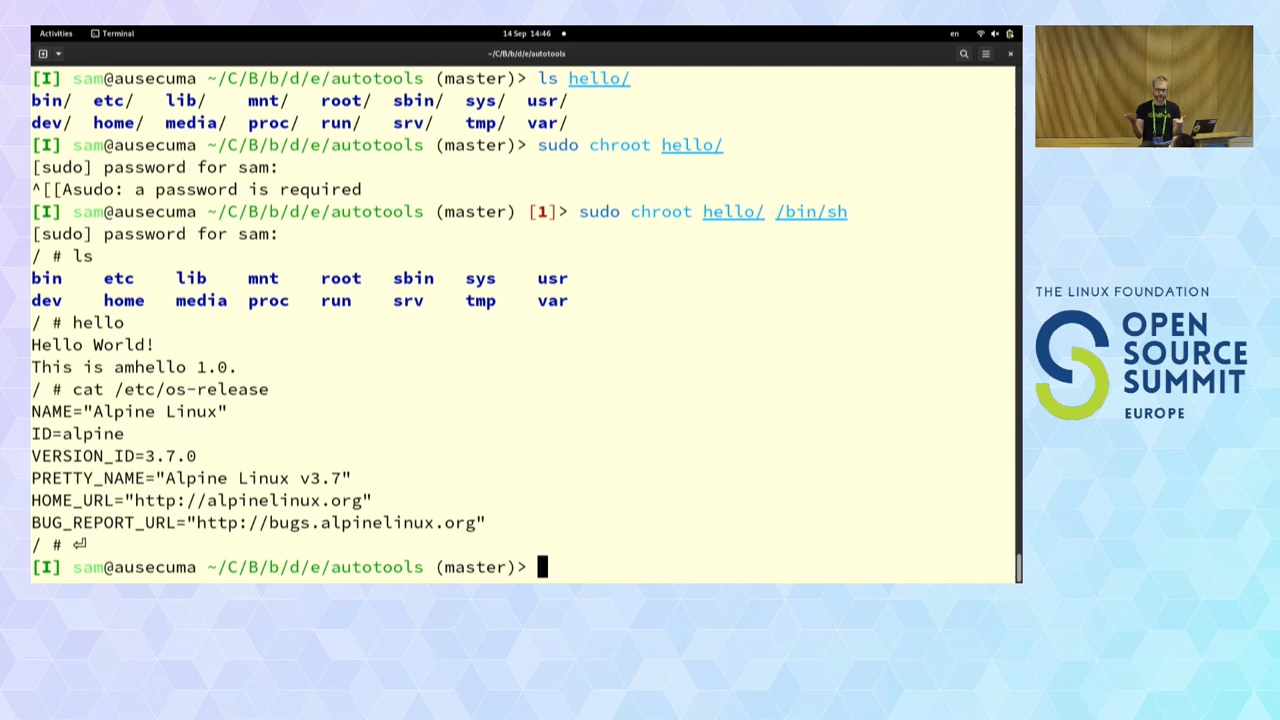 Activities Terminal 14 Sep 14:46 en
~/C/B/b/d/e/autotools
[I] sam@ausecuma ~/C/B/b/d/e/autotools (master)> ls hello/
bin/ etc/ lib/ mnt/ root/ sbin/ sys/ usr/
dev/ home/ media/ proc/ run/ srv/ tmp/ var/
[I] sam@ausecuma ~/C/B/b/d/e/autotools (master)> sudo chroot hello/
[sudo] password for sam:
^[[Asudo: a password is required
[I] sam@ausecuma ~/C/B/b/d/e/autotools (master) [1]> sudo chroot hello/ /bin/sh
[sudo] password for sam:
/ # ls
bin etc lib mnt root sbin sys usr
dev home media proc run srv tmp var
/ # hello
Hello World!
This is amhello 1.0.
/ # cat /etc/os-release
NAME="Alpine Linux"
ID=alpine
VERSION_ID=3.7.0
PRETTY_NAME="Alpine Linux v3.7"
HOME_URL="http://alpinelinux.org"
BUG_REPORT_URL="http://bugs.alpinelinux.org"
/ # ⏎
[I] sam@ausecuma ~/C/B/b/d/e/autotools (master)>
THE LINUX FOUNDATION
OPEN
SOURCE
SUMMIT
EUROPE